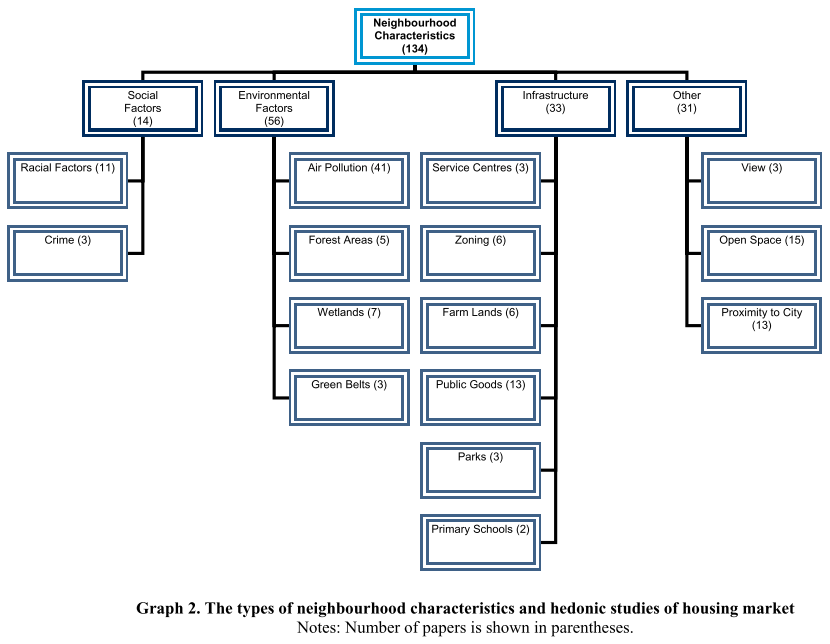 Neighbourhood
Characteristics
(134)
Social
Factors
(14)
Environmental
Factors
(56)
Infrastructure
(33)
Other
(31)
Racial Factors (11)
Crime (3)
Air Pollution (41)
Forest Areas (5)
Wetlands (7)
Green Belts (3)
Service Centres (3)
Zoning (6)
Farm Lands (6)
Public Goods (13)
Parks (3)
Primary Schools (2)
View (3)
Open Space (15)
Proximity to City
(13)
Graph 2. The types of neighbourhood characteristics and hedonic studies of housing market
Notes: Number of papers is shown in parentheses.